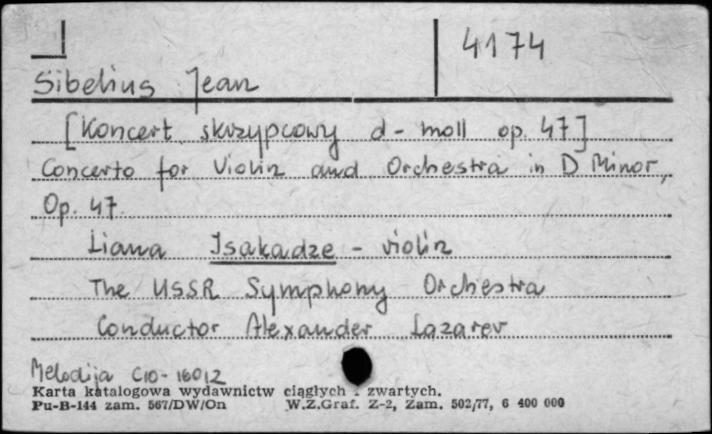 4174
Sibelius Jean
[Koncert skrzypcowy d-moll op. 47]
Concerto for Violin and Orchestra in D Minor,
Op. 47.
Liana Isakadze - violin
The USSR Symphony Orchestra
Conductor Alexander Lazarev
Melodija C10-16012
Karta katalogowa wydawnictw ciągłych i zwartych.
Pu-B-144 zam. 567/DW/On W.Z.Graf. Z-2, Zam. 502/77, 6 400 000